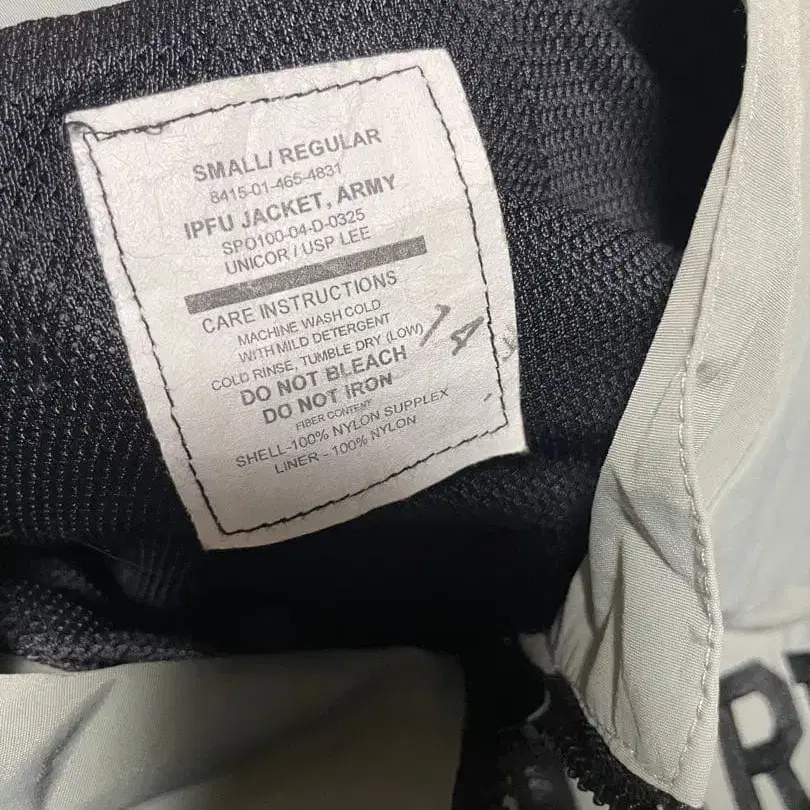 SMALL/ REGULAR
8415-01-465-4831
IPFU JACKET, ARMY
SPO100-04-D-0325
UNICOR / USP LEE
CARE INSTRUCTIONS
MACHINE WASH COLD
WITH MILD DETERGENT
COLD RINSE, TUMBLE DRY (LOW)
DO NOT BLEACH
DO NOT IRON
FIBER CONTENT
SHELL-100% NYLON SUPPLEX
LINER - 100% NYLON
14
R